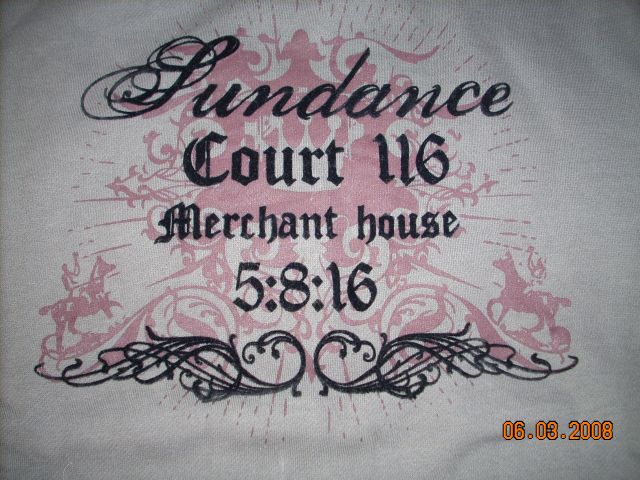 Sundance
Court 116
Merchant house
5:8:16
06.03.2008